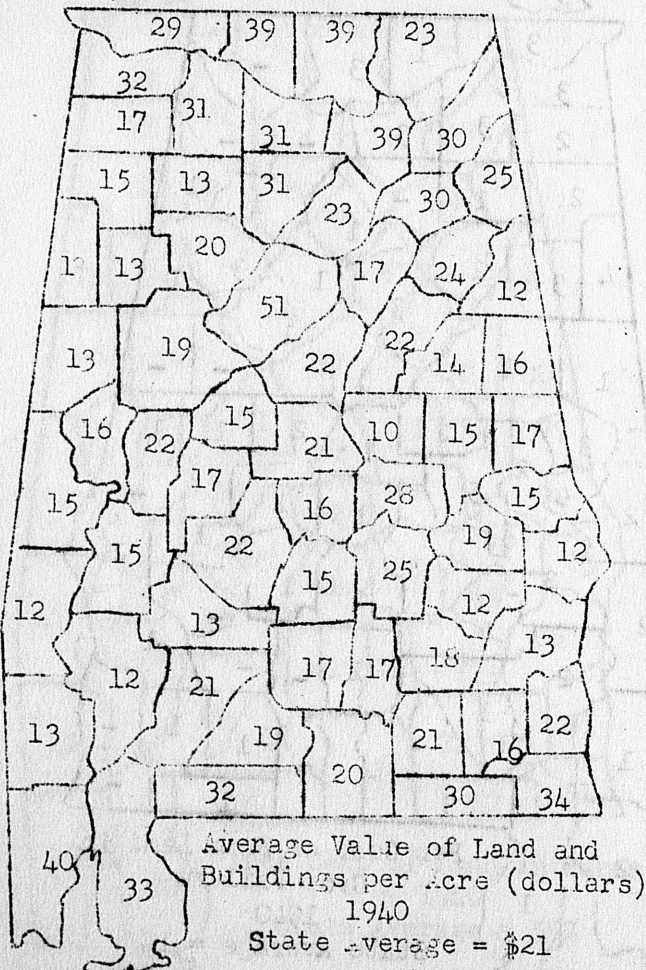 29 39 39 23
32 31 31 39 30
17
15 13 31 23 30 25
13 20 17 24 12
51
13 19 22 22 14 16
16 22 15 21 10 15 17
15 17 16 28 15
15 22 15 25 19 12
12 13 12
12 21 17 17 18 13
13 19 20 21 16 22
32 30 34
40 33
Average Value of Land and
Buildings per Acre (dollars)
1940
State Average = $21